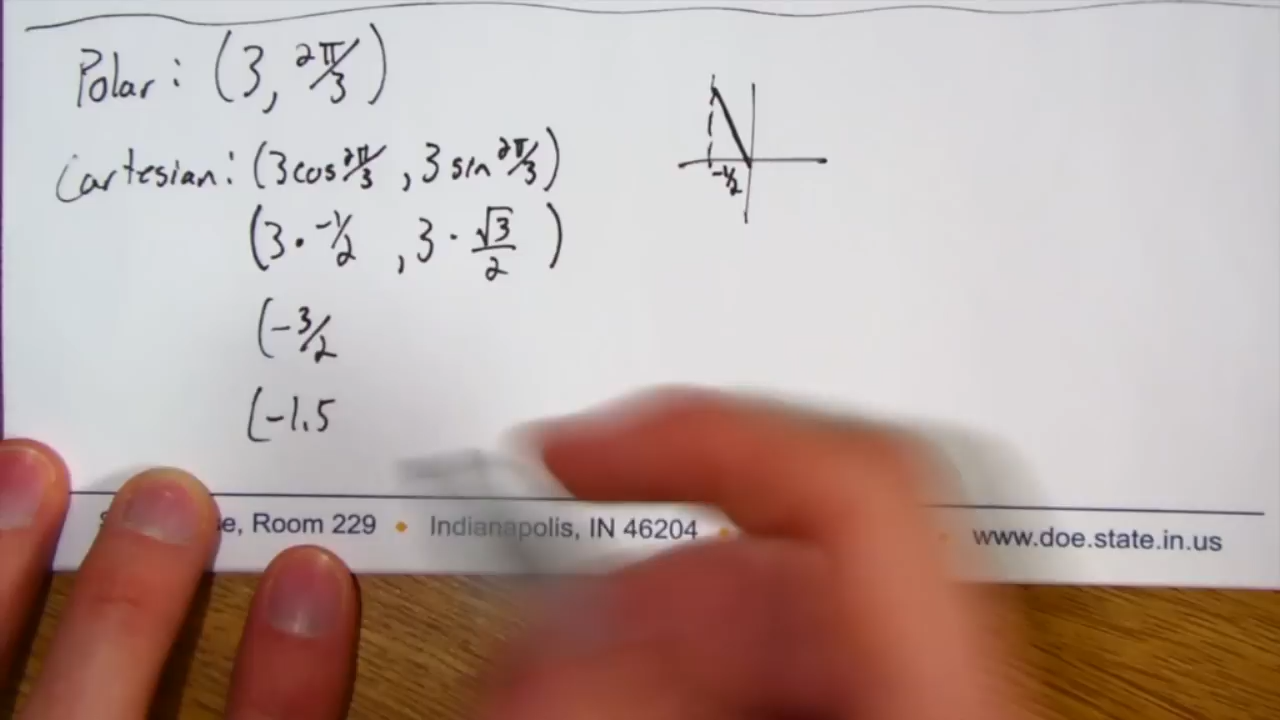 Polar: (3, 2π/3)
Cartesian: (3cos 2π/3, 3 sin 2π/3)
(3 · -1/2, 3 · √3/2)
(-3/2
(-1.5
-1/2
Room 229 • Indianapolis, IN 46204 • www.doe.state.in.us